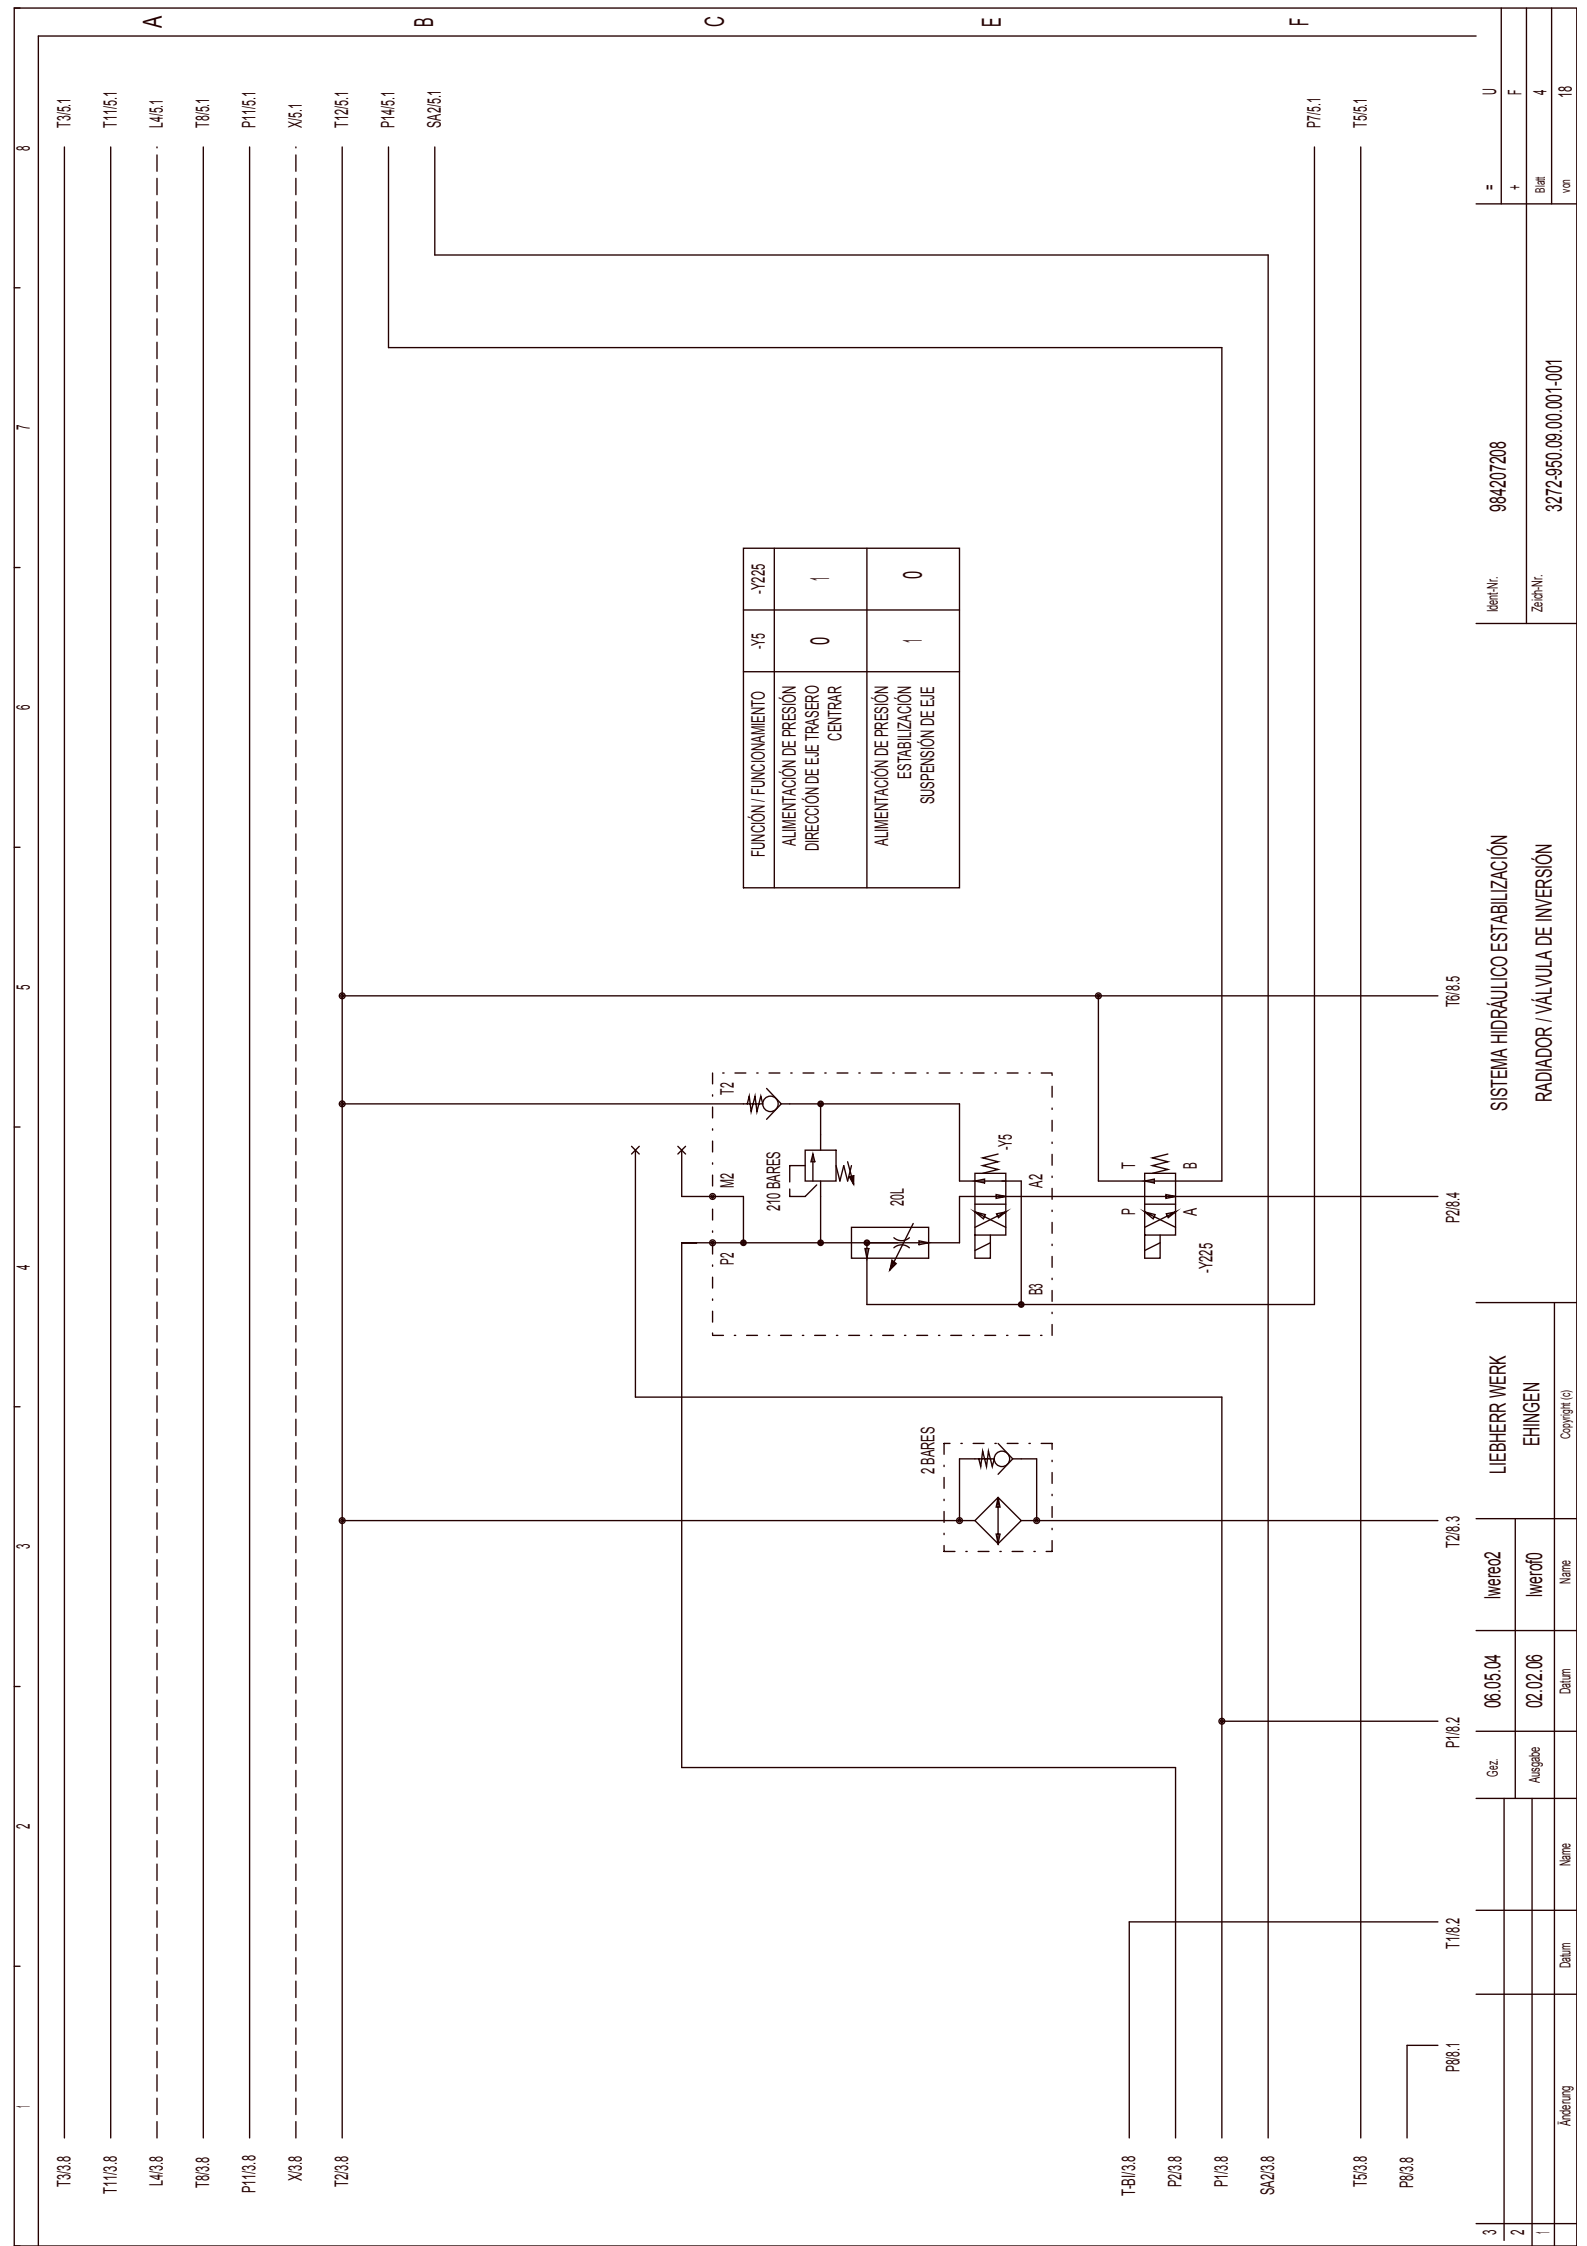 1
2
3
4
5
6
7
8
A
B
C
E
F
T3/3.8
T3/5.1
T11/3.8
T11/5.1
L4/3.8
L4/5.1
T8/3.8
T8/5.1
P11/3.8
P11/5.1
X/3.8
X/5.1
T2/3.8
T12/5.1
P14/5.1
SA2/5.1
P2
M2
T2
210 BARES
20L
-Y5
B3
A2
2 BARES
FUNCIÓN / FUNCIONAMIENTO -Y5 -Y225
ALIMENTACIÓN DE PRESIÓN
DIRECCIÓN DE EJE TRASERO
CENTRAR
0 1
ALIMENTACIÓN DE PRESIÓN
ESTABILIZACIÓN
SUSPENSIÓN DE EJE
1 0
T-BI/3.8
P2/3.8
P1/3.8
SA2/3.8
P T
A B
-Y225
P7/5.1
T5/3.8
T5/5.1
P8/3.8
P8/8.1
T1/8.2
P1/8.2
T2/8.3
P2/8.4
T6/8.5
3
2
1
Änderung
Datum
Name
Gez. 06.05.04 lwereo2
Ausgabe 02.02.06 lwerof0
Datum
Name
LIEBHERR WERK
EHINGEN
Copyright (c)
SISTEMA HIDRÁULICO ESTABILIZACIÓN
RADIADOR / VÁLVULA DE INVERSIÓN
Ident-Nr. 984207208
Zeich-Nr. 3272-950.09.00.001-001
= U
+ F
Blatt 4
von 18